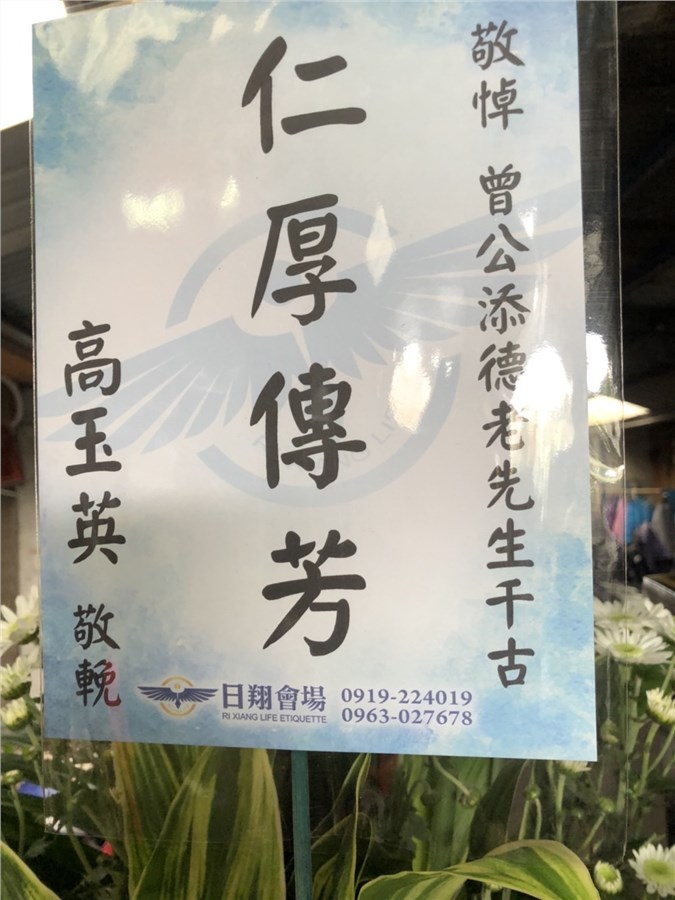 敬悼 曾公添德老先生千古
仁厚傳芳
高玉英 敬輓
日翔會場
RI XIANG LIFE ETIQUETTE
0919-224019
0963-027678